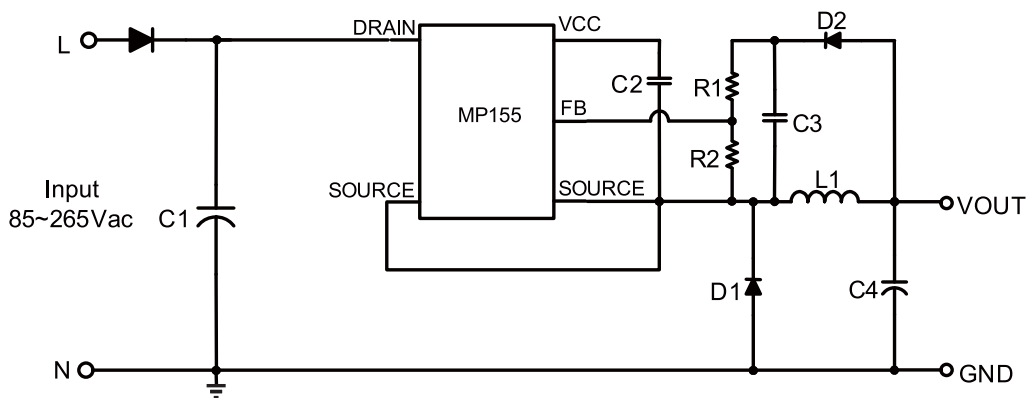 L
DRAIN
VCC
D2
C2
R1
MP155
FB
C3
R2
SOURCE
SOURCE
L1
Input
85~265Vac
C1
VOUT
D1
C4
N
GND